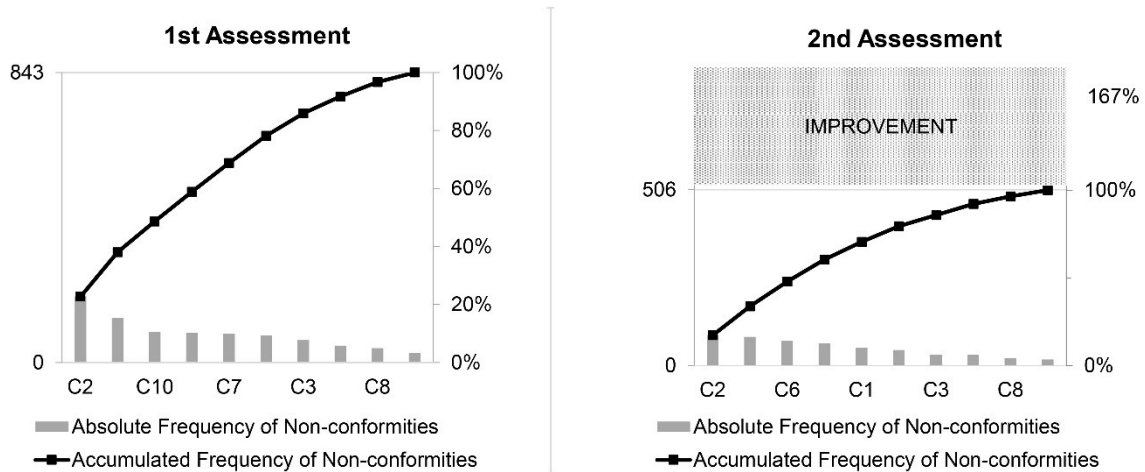 1st Assessment
843
0
100%
80%
60%
40%
20%
0%
C2 C10 C7 C3 C8
Absolute Frequency of Non-conformities
Accumulated Frequency of Non-conformities
2nd Assessment
167%
IMPROVEMENT
506
100%
0
0%
C2 C6 C1 C3 C8
Absolute Frequency of Non-conformities
Accumulated Frequency of Non-conformities